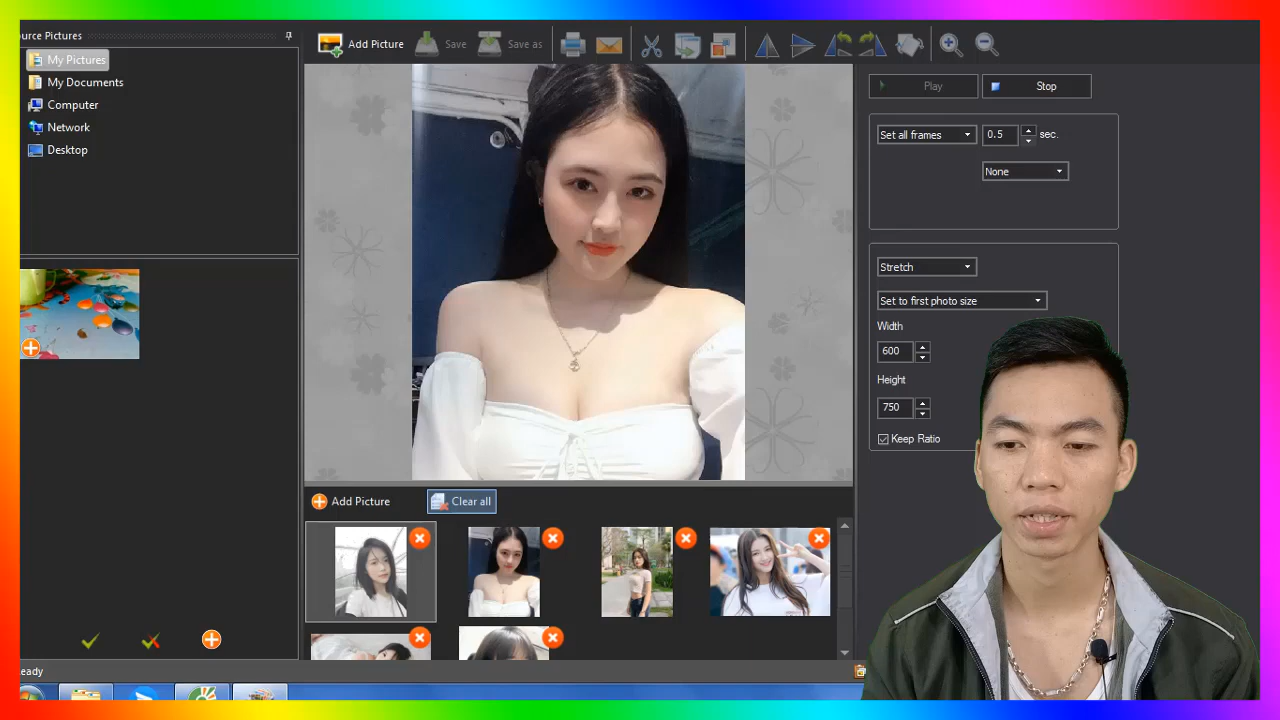 ource Pictures
My Pictures
My Documents
Computer
Network
Desktop
Add Picture
Save
Save as
Play
Stop
Set all frames
0.5
sec.
None
Stretch
Set to first photo size
Width
600
Height
750
Keep Ratio
Add Picture
Clear all
eady